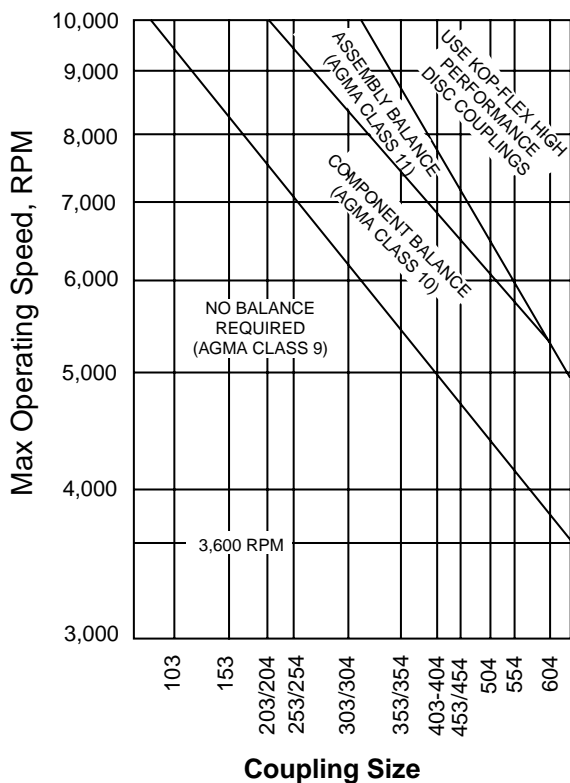 10,000
9,000
8,000
7,000
6,000
5,000
4,000
3,000
Max Operating Speed, RPM
ASSEMBLY BALANCE
(AGMA CLASS 11)
USE KOP-FLEX HIGH
PERFORMANCE
DISC COUPLINGS
COMPONENT BALANCE
(AGMA CLASS 10)
NO BALANCE
REQUIRED
(AGMA CLASS 9)
3,600 RPM
103
153
203/204
253/254
303/304
353/354
403-404
453/454
504
554
604
Coupling Size